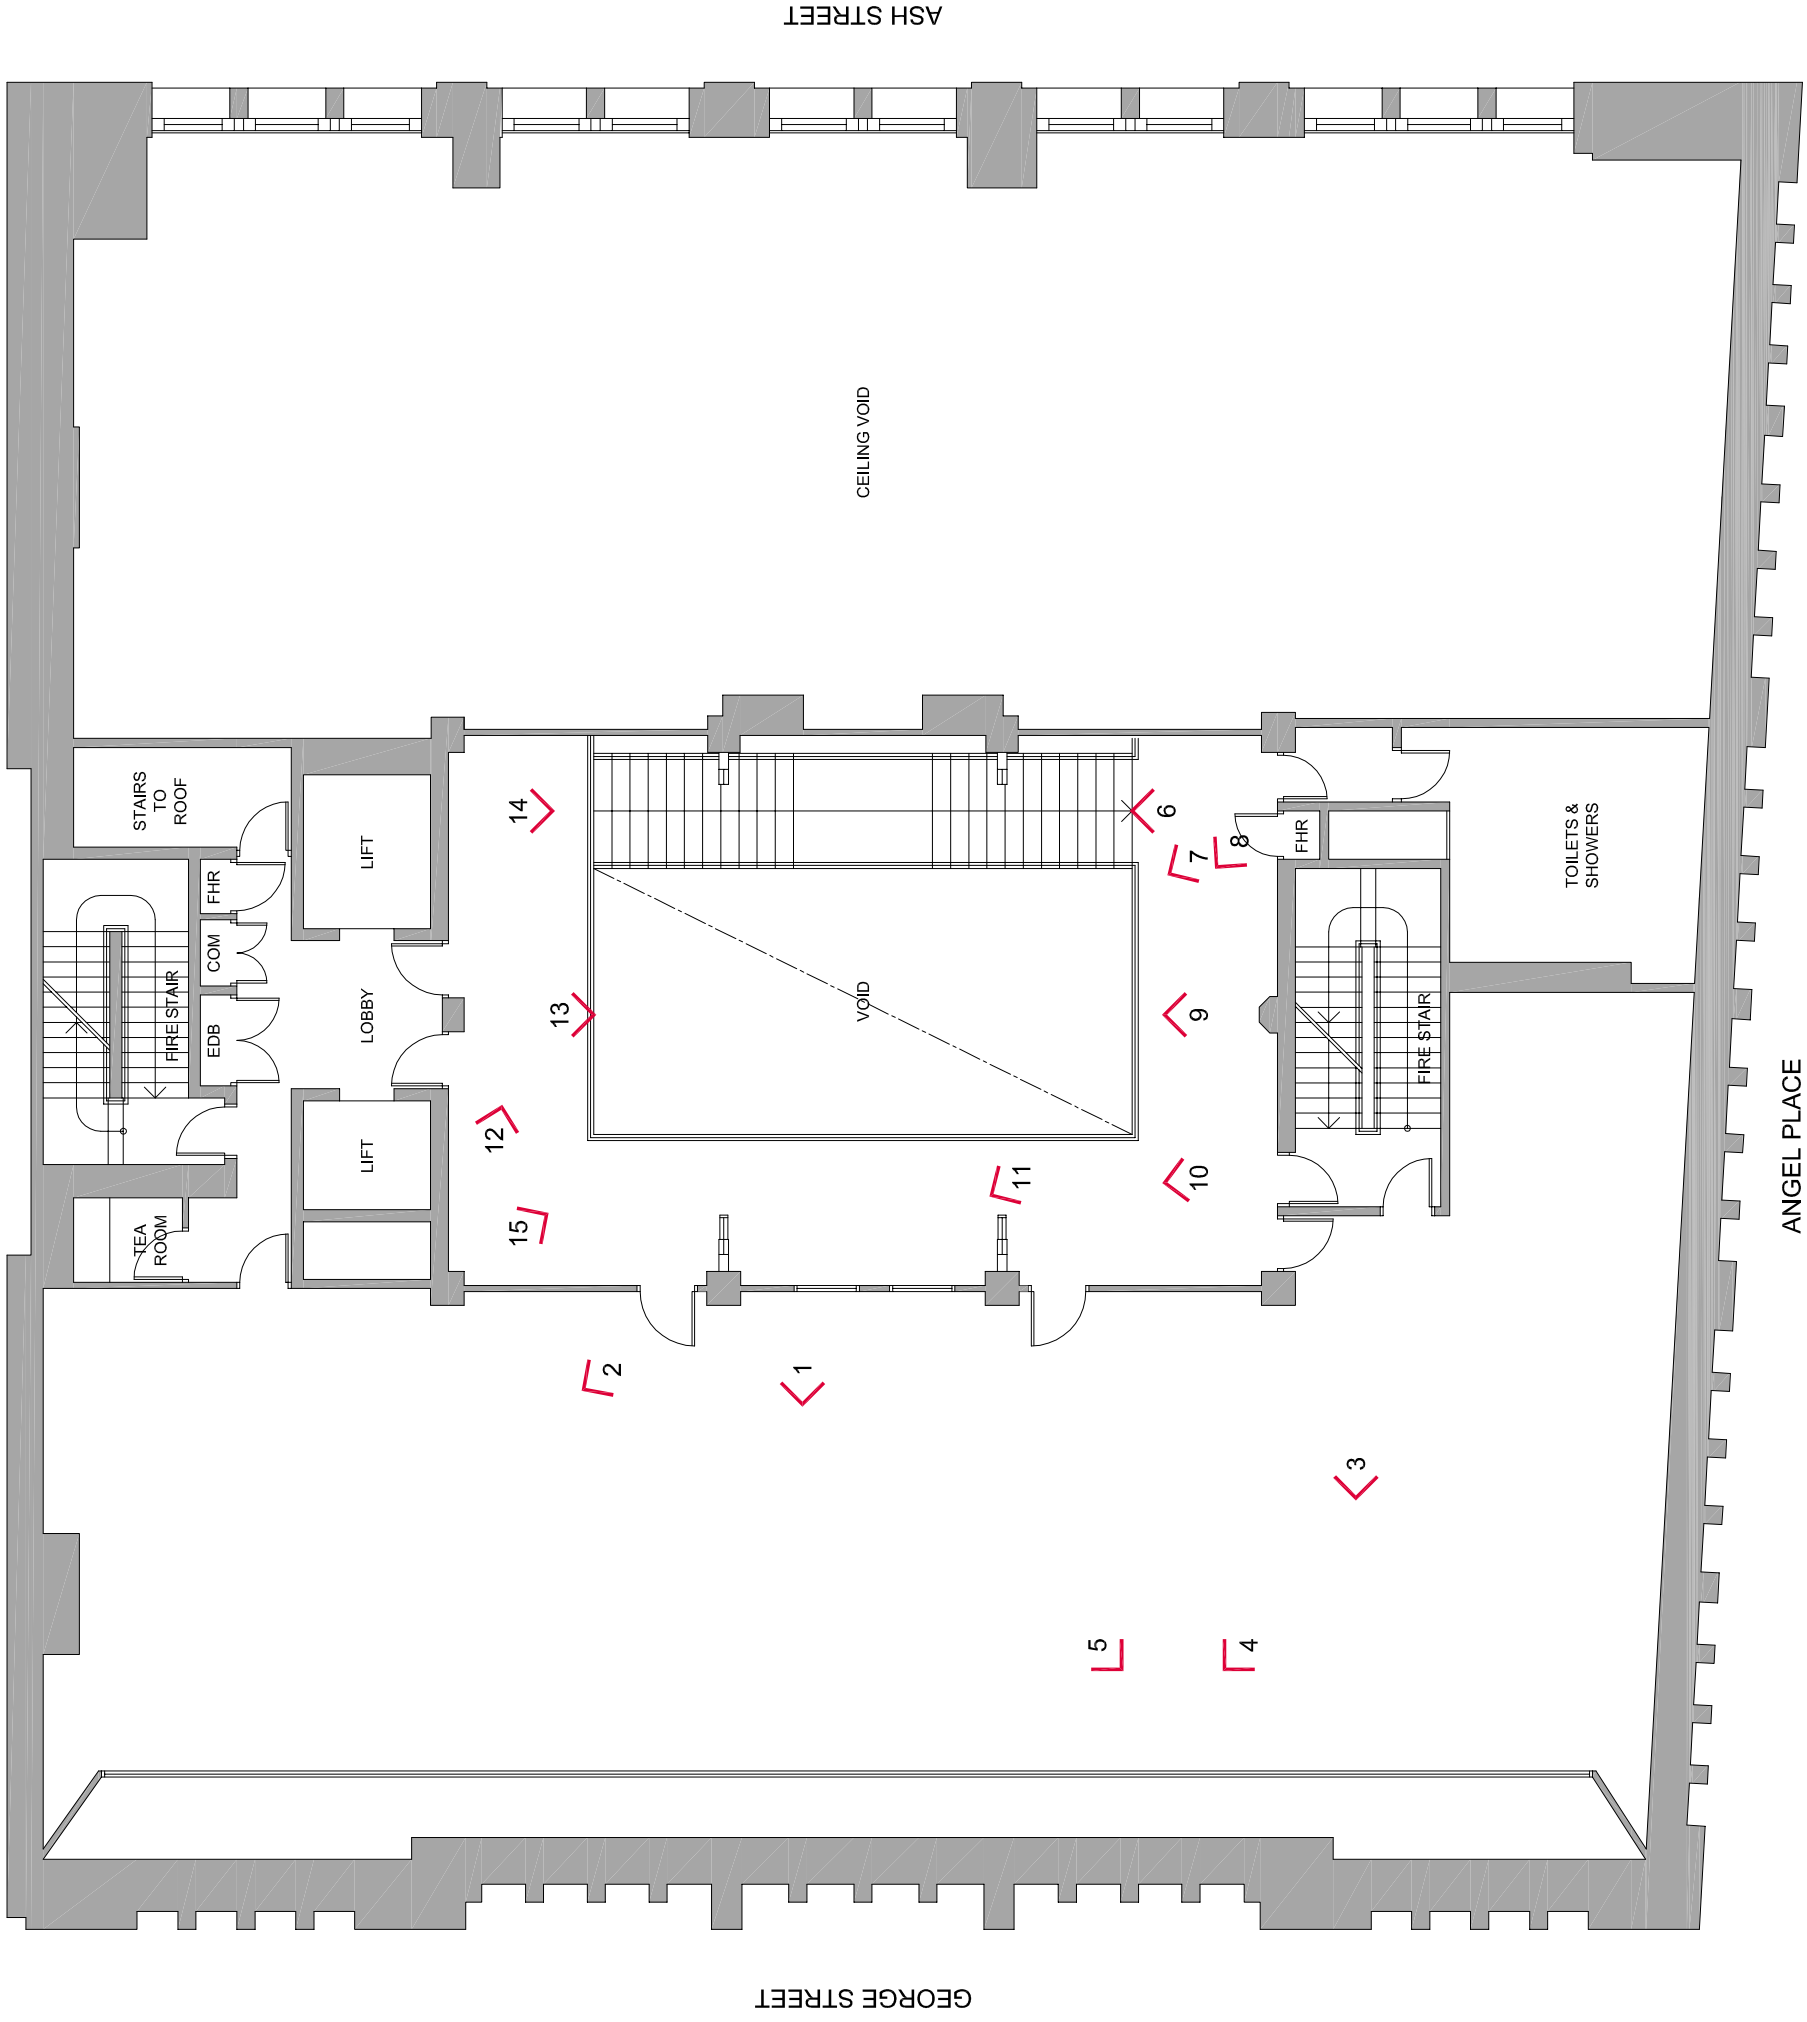 ASH STREET
CEILING VOID
STAIRS
TO
ROOF
14
6
LIFT
7
8
FHR
TOILETS &
SHOWERS
FHR
COM
EDB
FIRE STAIR
LOBBY
13
VOID
9
FIRE STAIR
12
LIFT
11
10
15
TEA
ROOM
ANGEL PLACE
2
1
3
5
4
GEORGE STREET